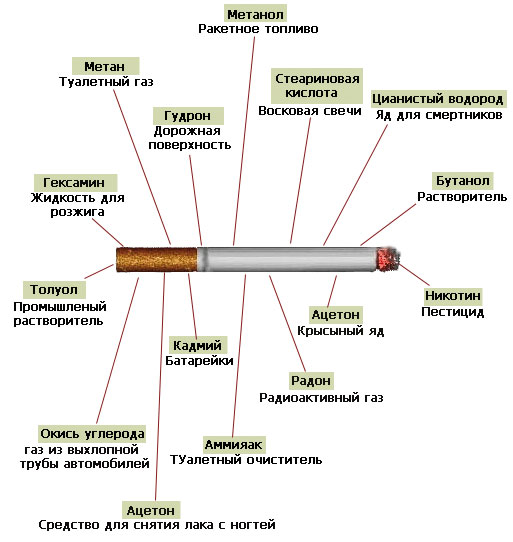 Метанол
Ракетное топливо
Метан
Туалетный газ
Стеариновая
кислота
Восковая свечи
Цианистый водород
Яд для смертников
Гудрон
Дорожная
поверхность
Гексамин
Жидкость для
розжига
Бутанол
Растворитель
Толуол
Промышленый
растворитель
Никотин
Пестицид
Ацетон
Крысиный яд
Кадмий
Батарейки
Радон
Радиоактивный газ
Окись углерода
газ из выхлопной
трубы автомобилей
Аммияак
ТУалетный очиститель
Ацетон
Средство для снятия лака с ногтей